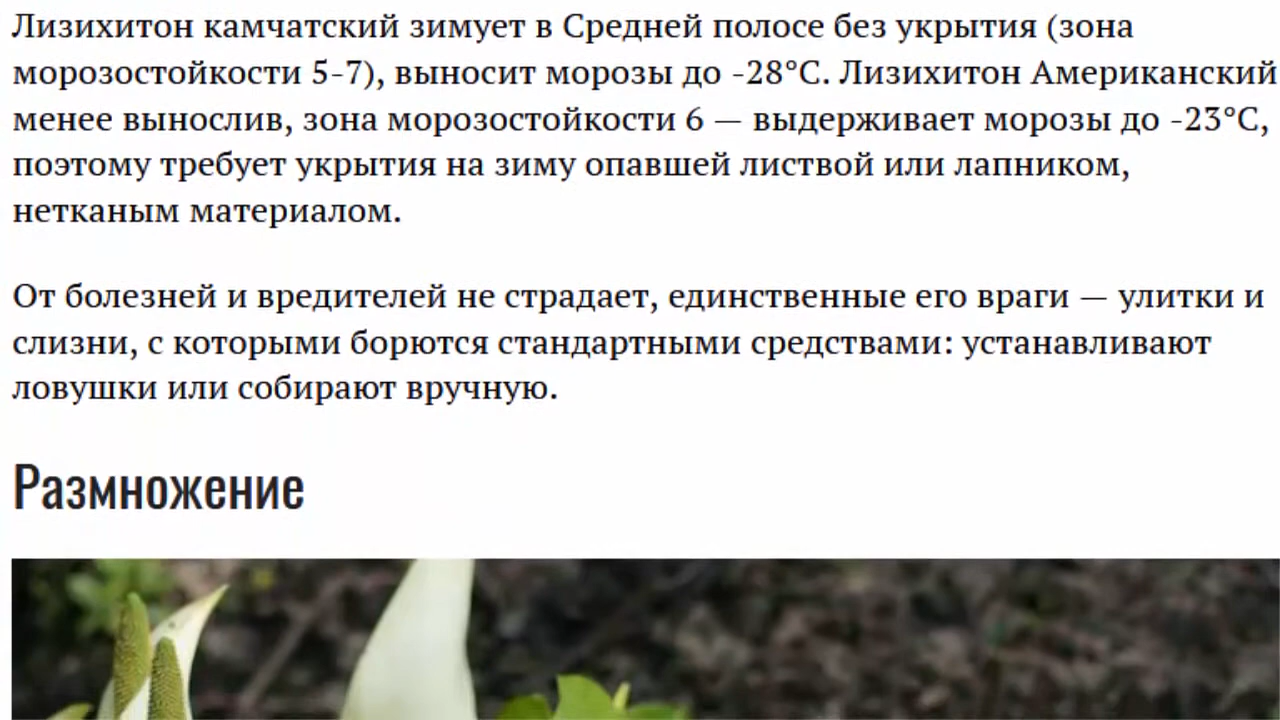 Лизихитон камчатский зимует в Средней полосе без укрытия (зона
морозостойкости 5-7), выносит морозы до -28°С. Лизихитон Американский
менее вынослив, зона морозостойкости 6 — выдерживает морозы до -23°С,
поэтому требует укрытия на зиму опавшей листвой или лапником,
нетканым материалом.
От болезней и вредителей не страдает, единственные его враги — улитки и
слизни, с которыми борются стандартными средствами: устанавливают
ловушки или собирают вручную.
Размножение